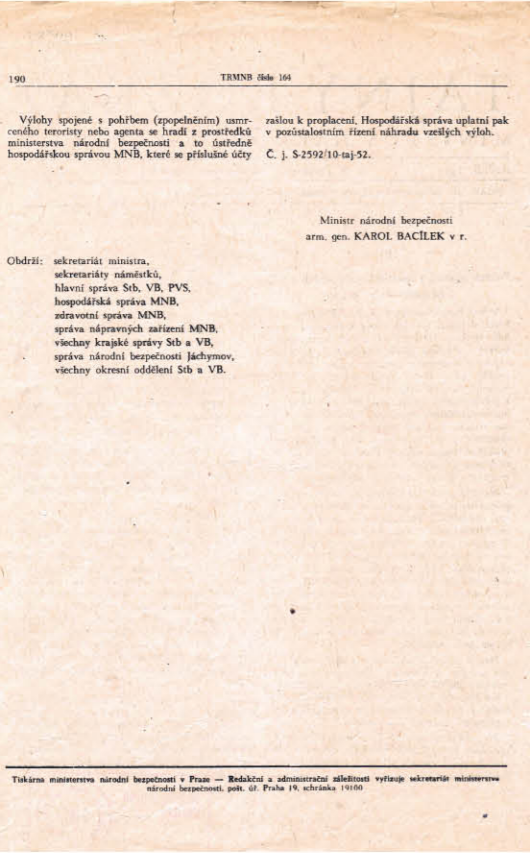 190
TRMNB číslo 164
Výlohy spojené s pohřbem (zpopelněním) usmr-
ceného teroristy nebo agenta se hradí z prostředků
ministerstva národní bezpečnosti a to ústředně
hospodářskou správou MNB, které se příslušné účty
zašlou k proplacení. Hospodářská správa uplatní pak
v pozůstalostním řízení náhradu vzešlých výloh.
Č. j. S-2592/10-taj-52.
Ministr národní bezpečnosti
arm. gen. KAROL BACÍLEK v r.
Obdrží: sekretariát ministra,
sekretariáty náměstků,
hlavní správa Stb, VB, PVS,
hospodářská správa MNB,
zdravotní správa MNB,
správa nápravných zařízení MNB,
všechny krajské správy Stb a VB,
správa národní bezpečnosti Jáchymov,
všechny okresní oddělení Stb a VB.
Tiskárna ministerstva národní bezpečnosti v Praze — Redakční a administrační záležitosti vyřizuje sekretariát ministerstva
národní bezpečnosti, pošt. úř. Praha 19, schránka 19100